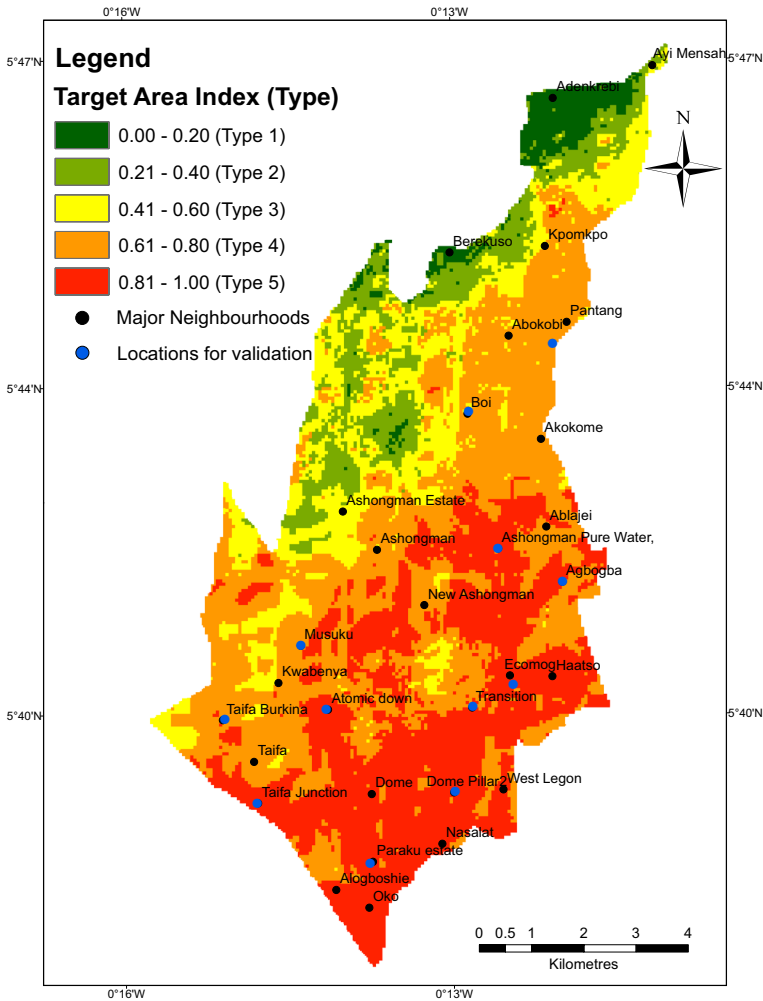 0°16'W
0°13'W
5°47'N
5°47'N
Legend
Target Area Index (Type)
0.00 - 0.20 (Type 1)
0.21 - 0.40 (Type 2)
0.41 - 0.60 (Type 3)
0.61 - 0.80 (Type 4)
0.81 - 1.00 (Type 5)
Major Neighbourhoods
Locations for validation
N
Ayi Mensah
Adenkrebi
Berekuso
Kpomkpo
Pantang
Abokobi
5°44'N
5°44'N
Boi
Akokome
Ashongman Estate
Ablajei
Ashongman
Ashongman Pure Water,
Agbogba
New Ashongman
Musuku
Kwabenya
Ecomog
Haatso
Taifa Burkina
Atomic down
Transition
5°40'N
5°40'N
Taifa
Taifa Junction
Dome
Dome Pillar2
West Legon
Nasalat
Paraku estate
Alogboshie
Oko
0 0.5 1 2 3 4
Kilometres
0°16'W
0°13'W